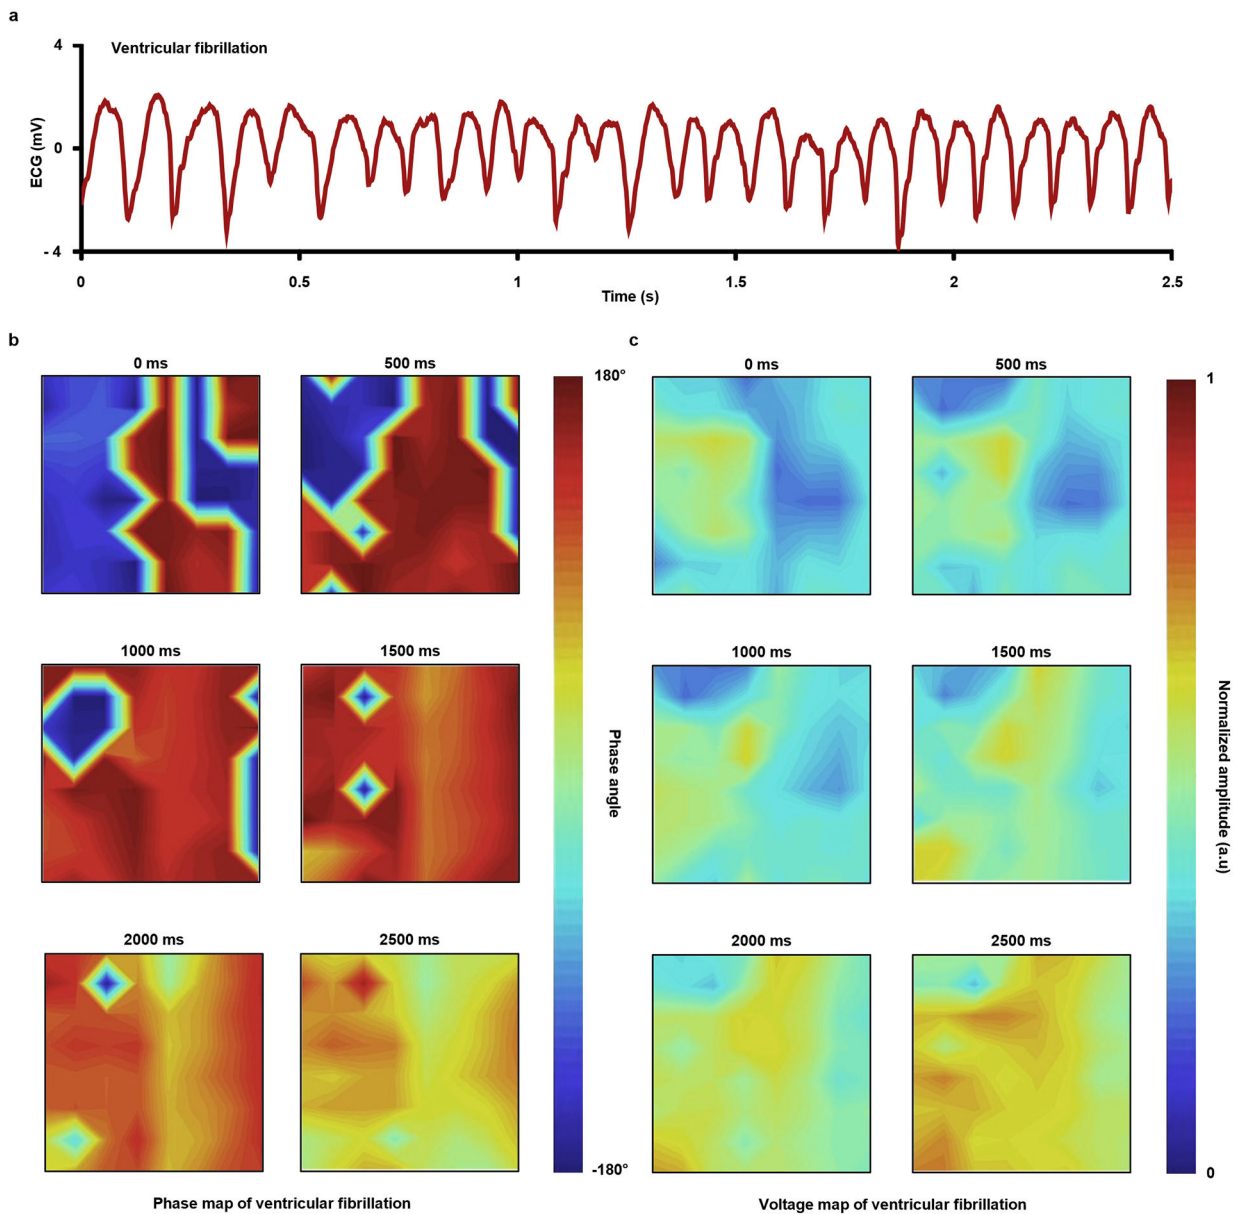 a
4
Ventricular fibrillation
ECG (mV)
0
- 4
0
0.5
1
1.5
2
2.5
Time (s)
b
0 ms
500 ms
180°
1000 ms
1500 ms
Phase angle
2000 ms
2500 ms
-180°
Phase map of ventricular fibrillation
c
0 ms
500 ms
1
1000 ms
1500 ms
Normalized amplitude (a.u)
2000 ms
2500 ms
0
Voltage map of ventricular fibrillation